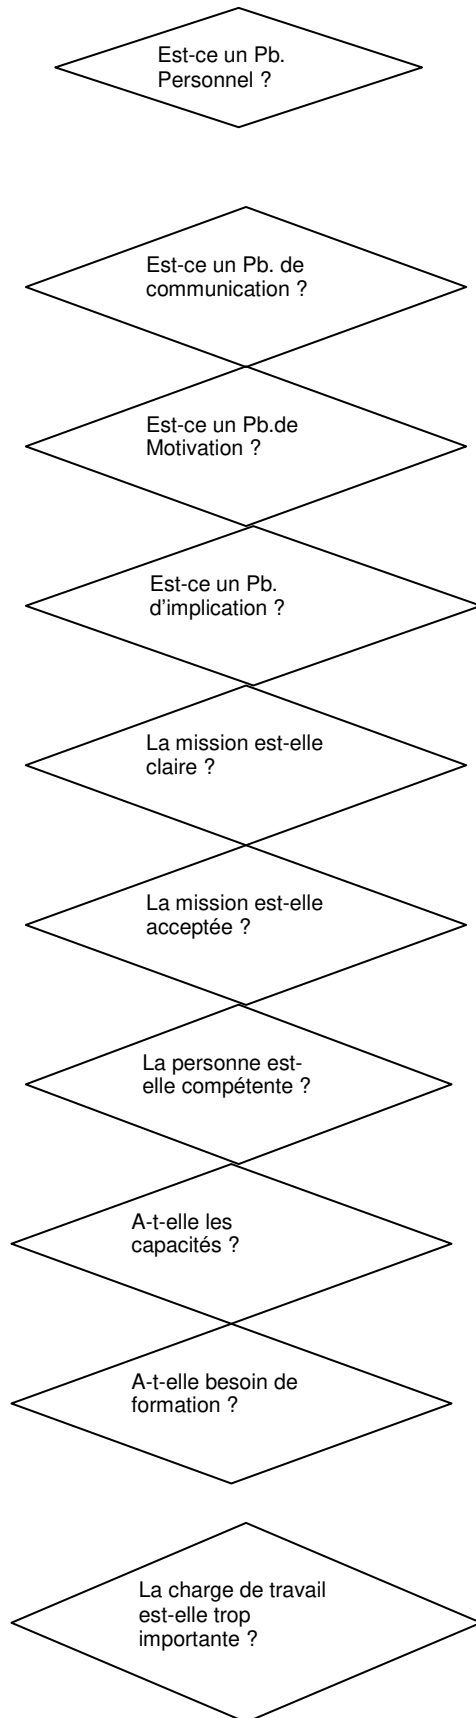 Est-ce un Pb.
Personnel ?
Est-ce un Pb. de
communication ?
Est-ce un Pb.de
Motivation ?
Est-ce un Pb.
d'implication ?
La mission est-elle
claire ?
La mission est-elle
acceptée ?
La personne est-
elle compétente ?
A-t-elle les
capacités ?
A-t-elle besoin de
formation ?
La charge de travail
est-elle trop
importante ?